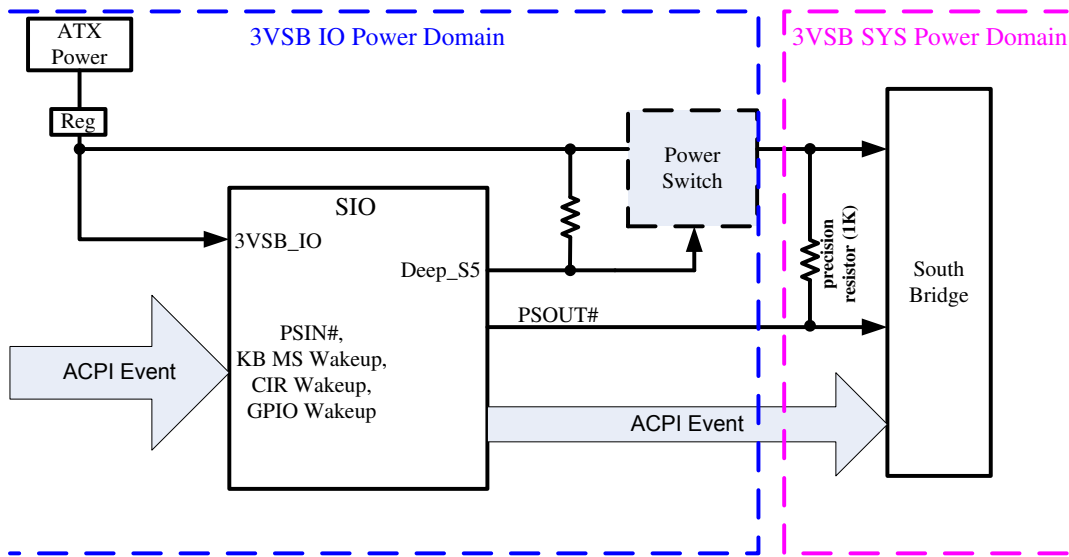 ATX
Power
3VSB IO Power Domain
3VSB SYS Power Domain
Reg
Power
Switch
SIO
3VSB_IO
Deep_S5
precision
resistor (1K)
South
Bridge
PSOUT#
PSIN#,
KB MS Wakeup,
CIR Wakeup,
GPIO Wakeup
ACPI Event
ACPI Event